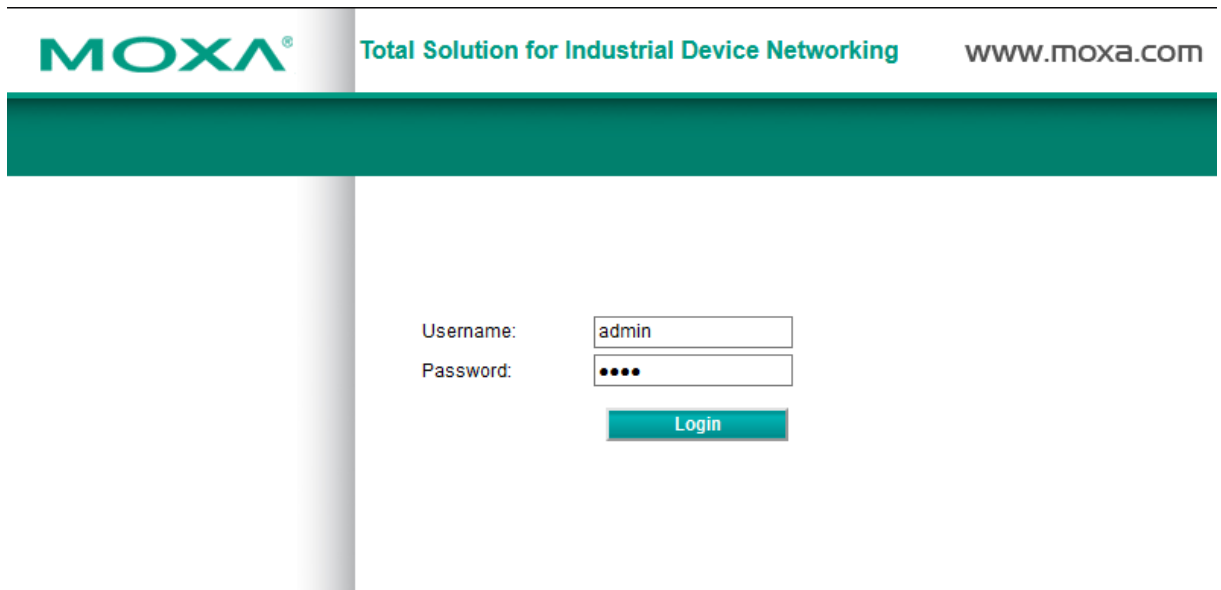 MOXA® Total Solution for Industrial Device Networking www.moxa.com
Username: admin
Password: ••••
Login